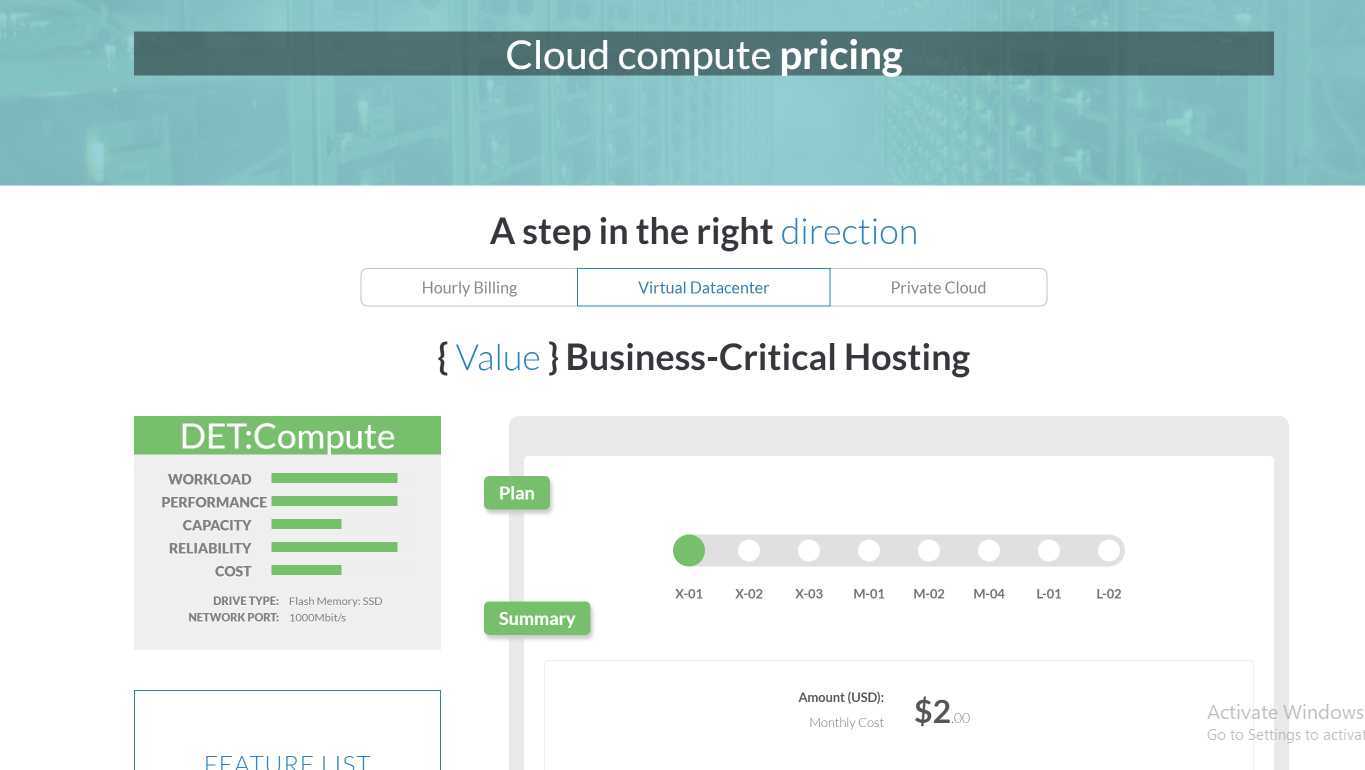 Cloud compute pricing
A step in the right direction
Hourly Billing
Virtual Datacenter
Private Cloud
{ Value } Business-Critical Hosting
DET:Compute
WORKLOAD
PERFORMANCE
CAPACITY
RELIABILITY
COST
DRIVE TYPE: Flash Memory: SSD
NETWORK PORT: 1000Mbit/s
FEATURE LIST
Plan
X-01 X-02 X-03 M-01 M-02 M-04 L-01 L-02
Summary
Amount (USD): $2.00
Monthly Cost
Activate Windows
Go to Settings to activat